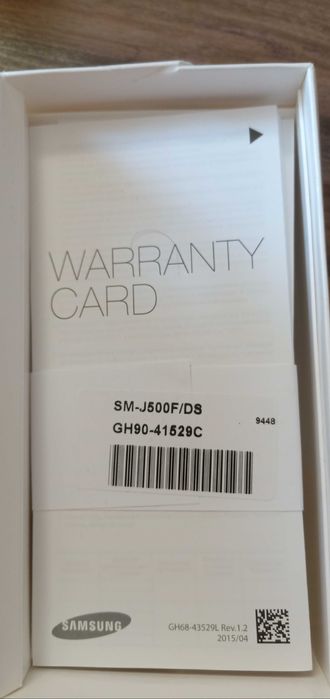 WARRANTY
CARD
SM-J500F/DS
9448
GH90-41529C
SAMSUNG
GH68-43529L Rev.1.2
2015/04